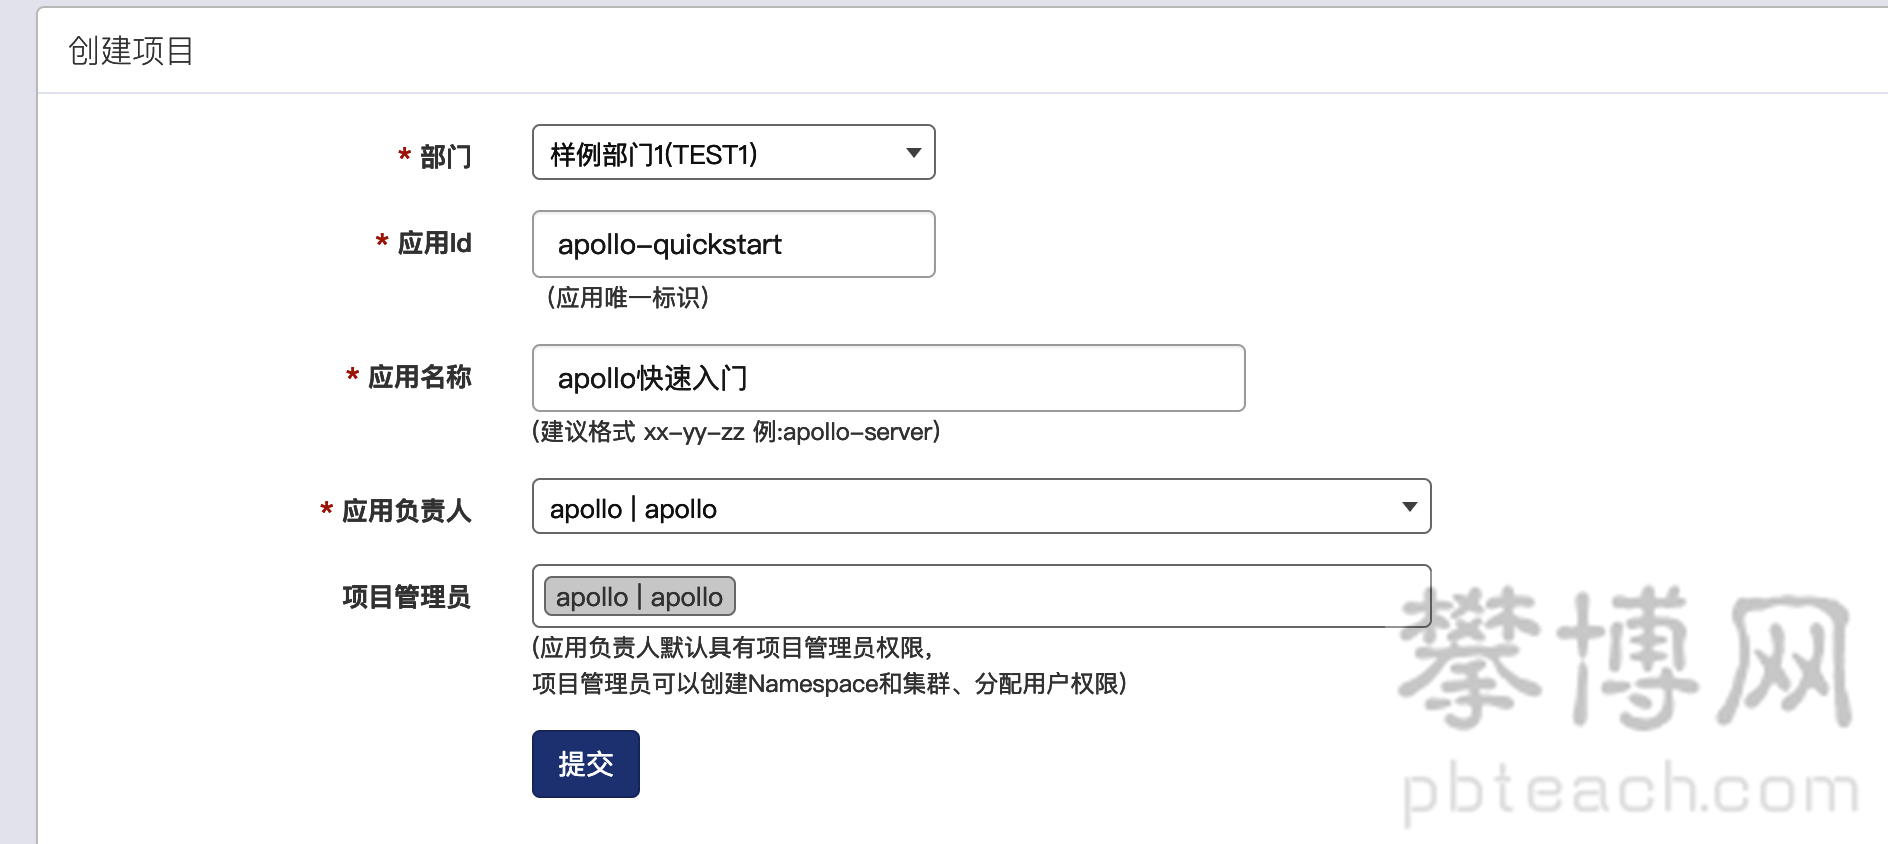 创建项目
* 部门
样例部门1(TEST1)
* 应用Id
apollo-quickstart
(应用唯一标识)
* 应用名称
apollo快速入门
(建议格式 xx-yy-zz 例:apollo-server)
* 应用负责人
apollo | apollo
项目管理员
apollo | apollo
(应用负责人默认具有项目管理员权限,
项目管理员可以创建Namespace和集群、分配用户权限)
提交
攀博网
pbteach.com